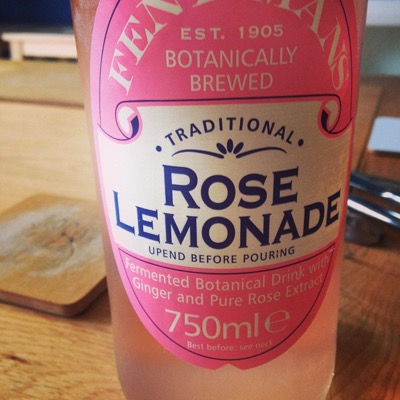 FENTIMANS
EST. 1905
BOTANICALLY
BREWED
• TRADITIONAL •
ROSE
LEMONADE
UPEND BEFORE POURING
Fermented Botanical Drink with
Ginger and Pure Rose Extract
750ml ℮
Best before: see neck